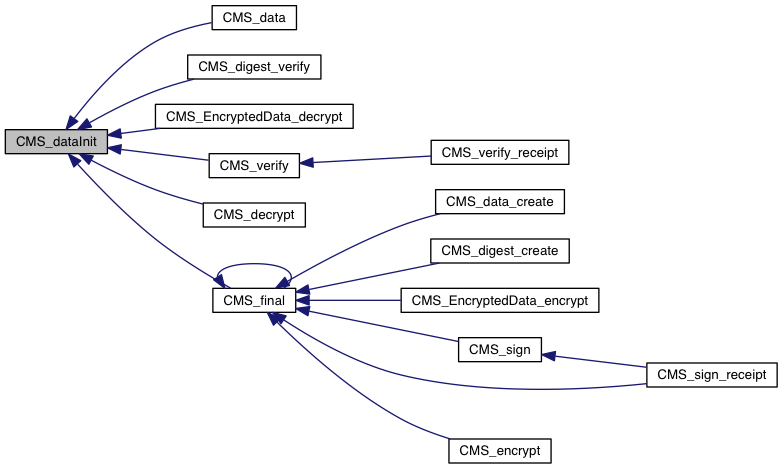 CMS_data
CMS_digest_verify
CMS_EncryptedData_decrypt
CMS_dataInit
CMS_verify
CMS_verify_receipt
CMS_decrypt
CMS_data_create
CMS_digest_create
CMS_final
CMS_EncryptedData_encrypt
CMS_sign
CMS_sign_receipt
CMS_encrypt